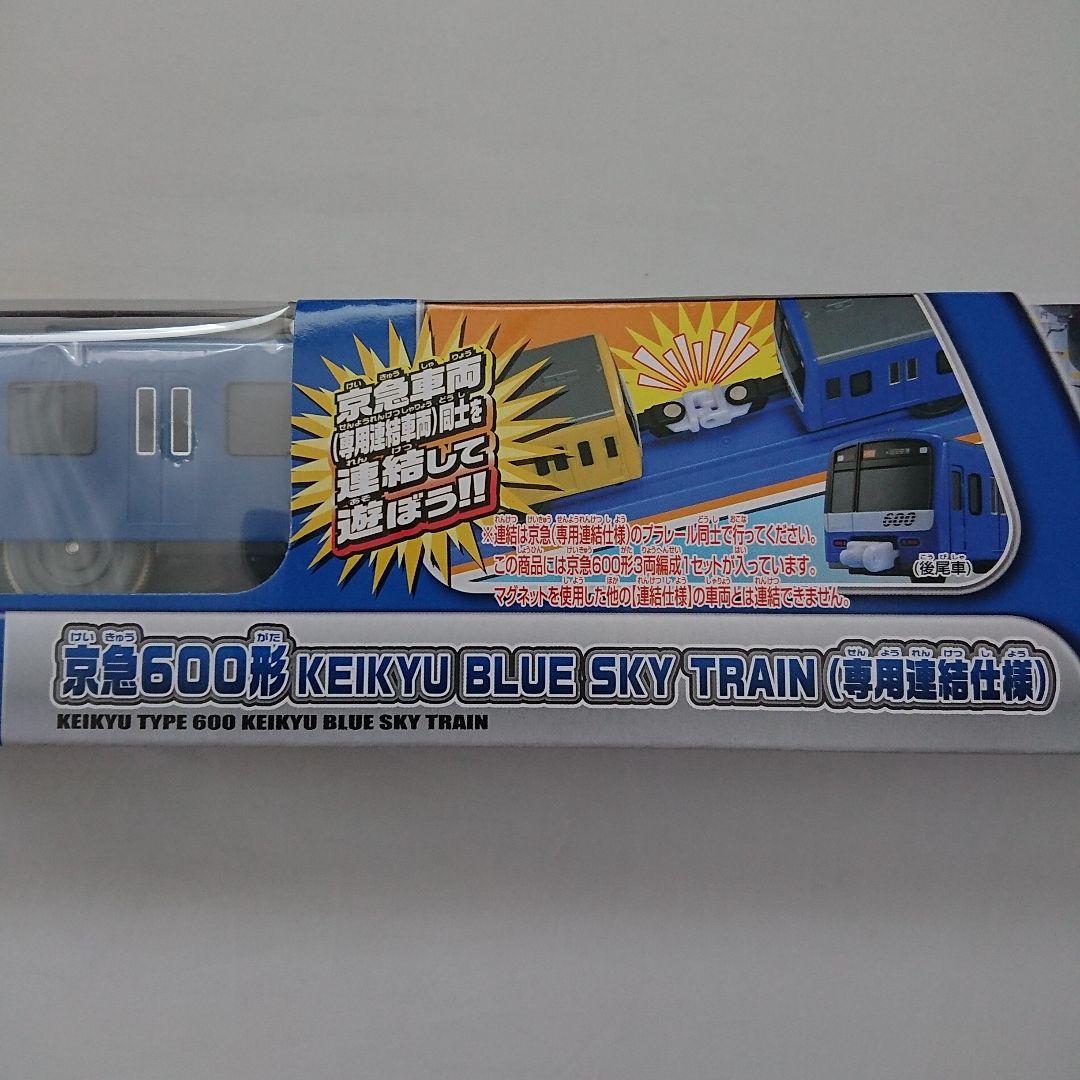 京急車両
(専用連結車両)同士を
連結して
遊ぼう!!
600
(後尾車)
※連結は京急(専用連結仕様)のプラレール同士で行ってください。
この商品には京急600形3両編成1セットが入っています。
マグネットを使用した他の【連結仕様】の車両とは連結できません。
京急600形 KEIKYU BLUE SKY TRAIN (専用連結仕様)
KEIKYU TYPE 600 KEIKYU BLUE SKY TRAIN